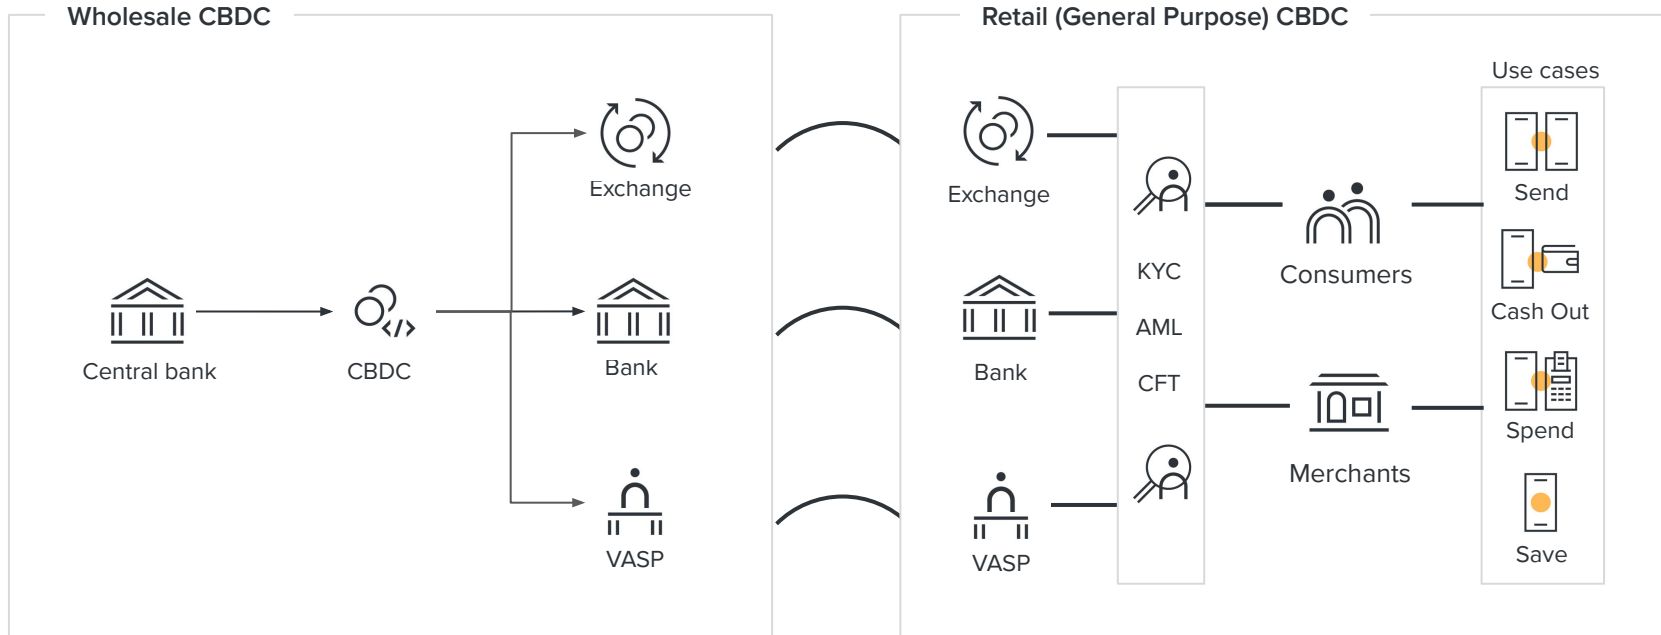 Wholesale CBDC
Exchange
Central bank
CBDC
Bank
VASP
Retail (General Purpose) CBDC
Exchange
Bank
VASP
KYC
AML
CFT
Consumers
Merchants
Use cases
Send
Cash Out
Spend
Save